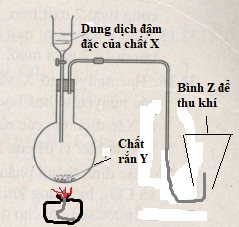 Dung dịch đậm
đặc của chất X
Bình Z để
thu khí
Chất
rắn Y